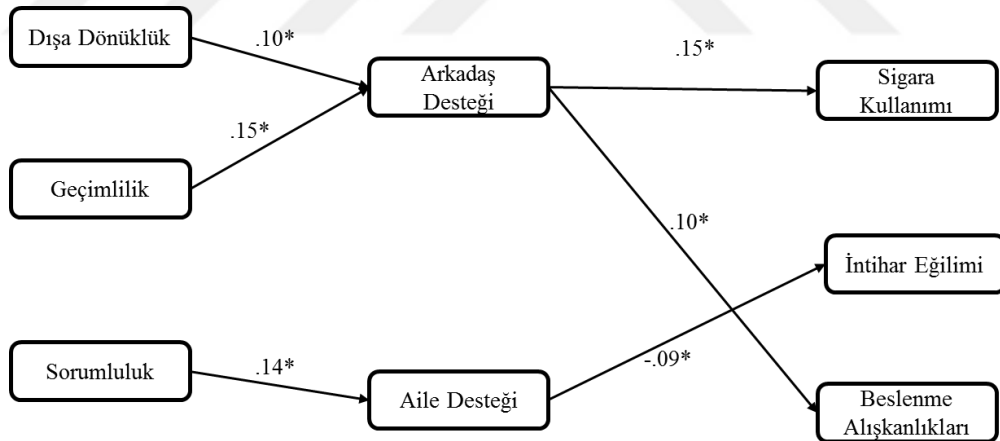 Dışa Dönüklük
.10*
Arkadaş
Desteği
.15*
Sigara
Kullanımı
.15*
Geçimlilik
.10*
İntihar Eğilimi
Sorumluluk
.14*
Aile Desteği
-.09*
Beslenme
Alışkanlıkları